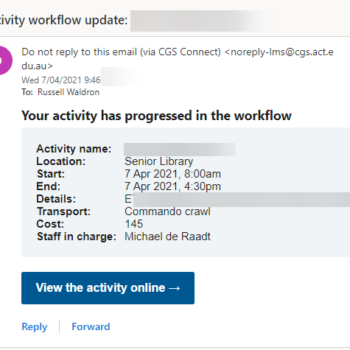 tivity workflow update:
Do not reply to this email (via CGS Connect) <noreply-lms@cgs.act.e
du.au>
Wed 7/04/2021 9:46
To: Russell Waldron
Your activity has progressed in the workflow
Activity name:
Location: Senior Library
Start: 7 Apr 2021, 8:00am
End: 7 Apr 2021, 4:30pm
Details:
Transport: Commando crawl
Cost: 145
Staff in charge: Michael de Raadt
View the activity online →
Reply Forward